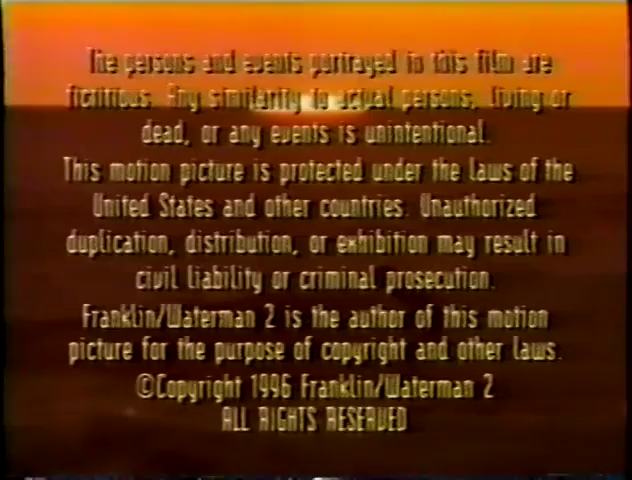 The persons and events portrayed in this film are
fictitious. Any similarity to actual persons, living or
dead, or any events is unintentional.
This motion picture is protected under the laws of the
United States and other countries. Unauthorized
duplication, distribution, or exhibition may result in
civil liability or criminal prosecution.
Franklin/Waterman 2 is the author of this motion
picture for the purpose of copyright and other laws.
©Copyright 1996 Franklin/Waterman 2
ALL RIGHTS RESERVED